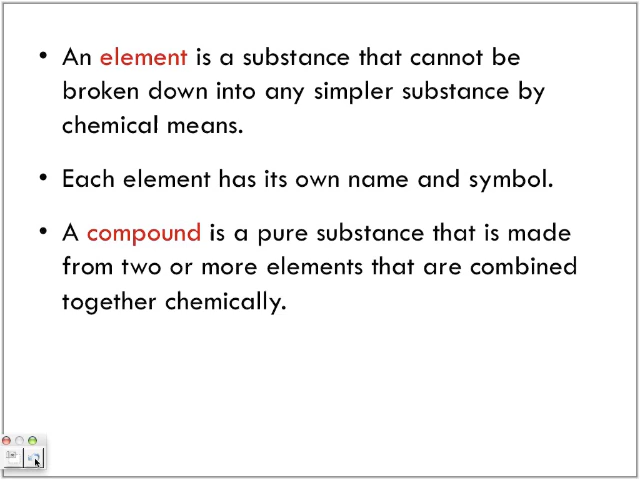 • An element is a substance that cannot be
broken down into any simpler substance by
chemical means.
• Each element has its own name and symbol.
• A compound is a pure substance that is made
from two or more elements that are combined
together chemically.